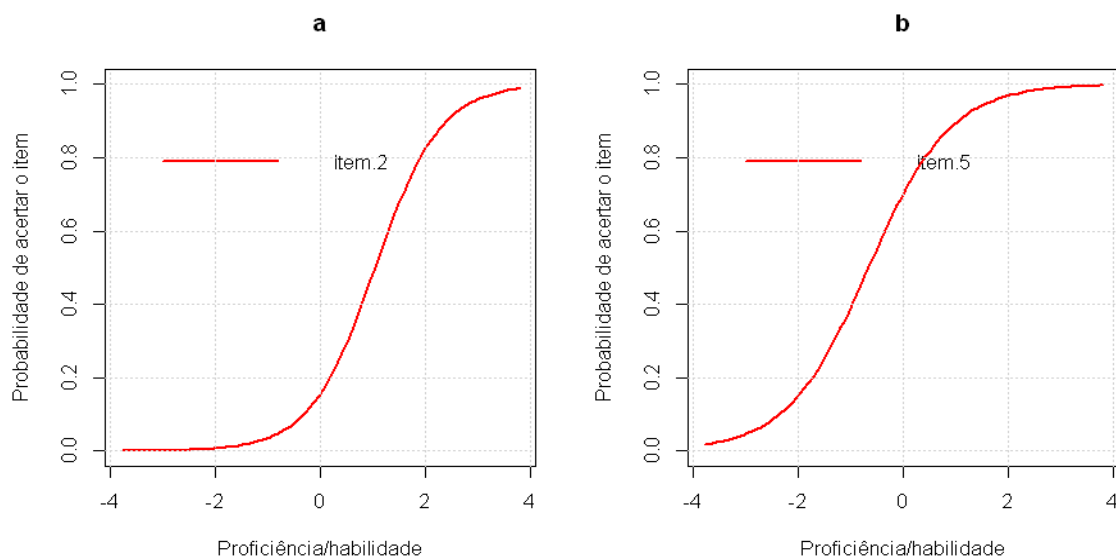 a
Probabilidade de acertar o item
1.0
0.8
0.6
0.4
0.2
0.0
item.2
-4 -2 0 2 4
Proficiência/habilidade
b
Probabilidade de acertar o item
1.0
0.8
0.6
0.4
0.2
0.0
item.5
-4 -2 0 2 4
Proficiência/habilidade